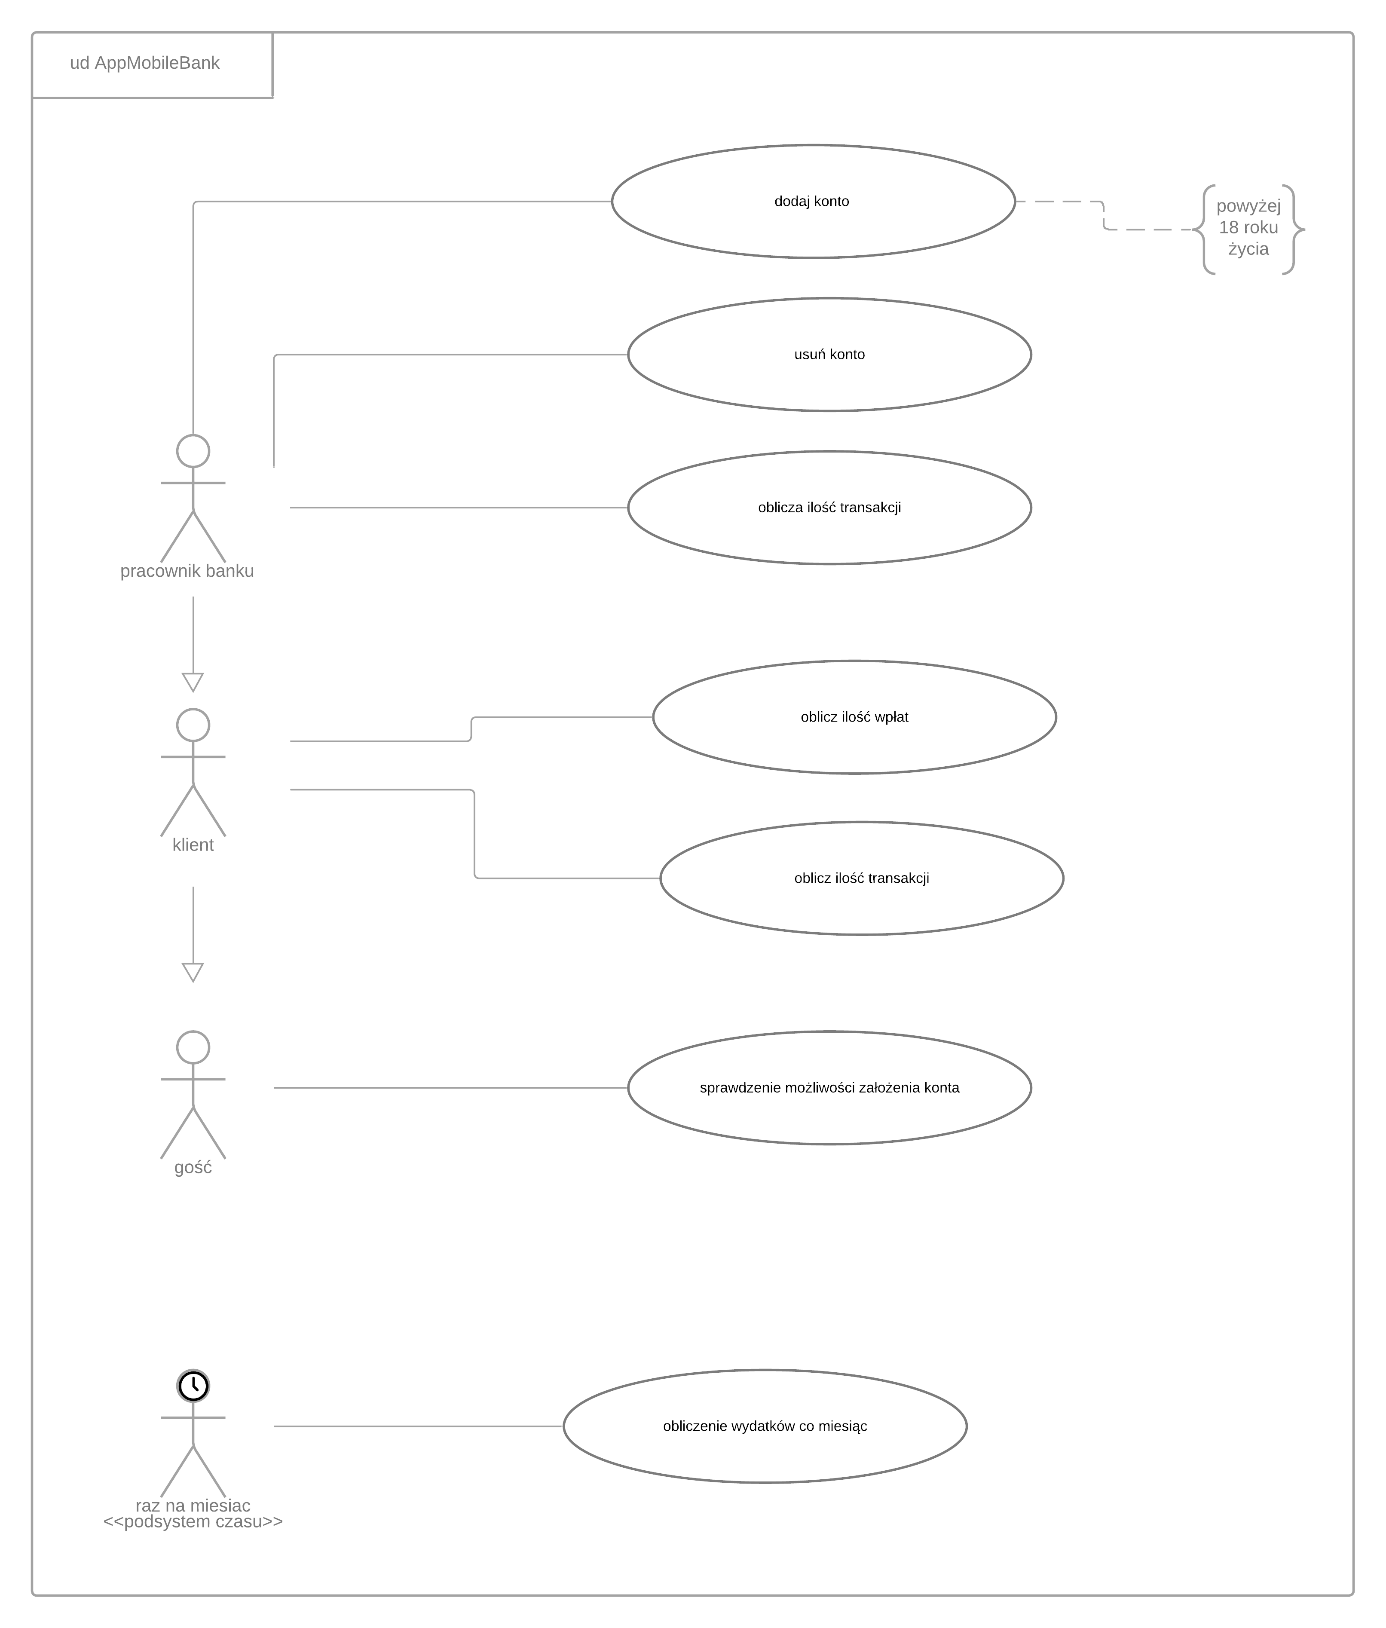 ud AppMobileBank
dodaj konto
powyżej
18 roku
życia
usuń konto
oblicza ilość transakcji
pracownik banku
oblicz ilość wpłat
klient
oblicz ilość transakcji
sprawdzenie możliwości założenia konta
gość
obliczenie wydatków co miesiąc
raz na miesiac
<<podsystem czasu>>